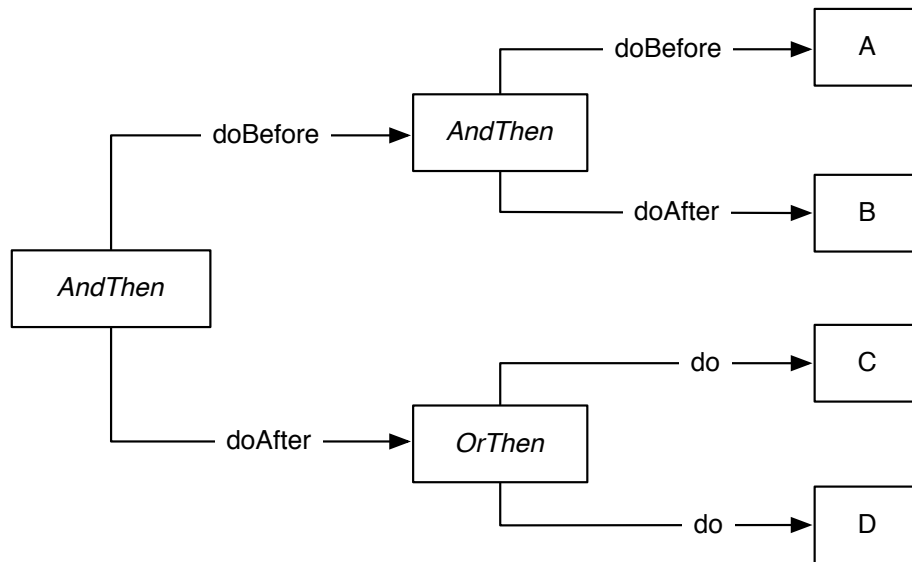 doBefore
A
AndThen
doBefore
doAfter
B
AndThen
do
C
doAfter
OrThen
do
D